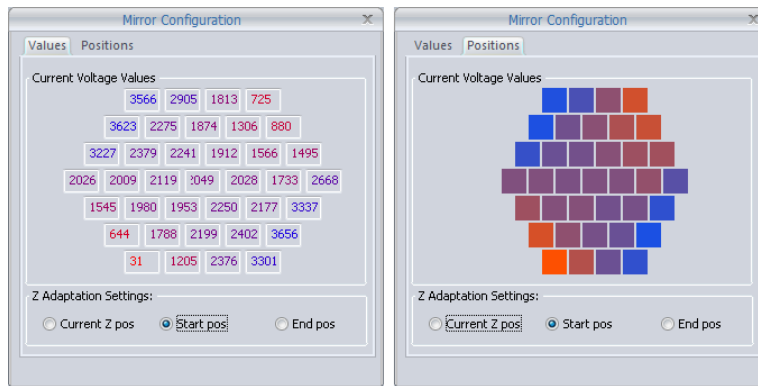 Mirror Configuration X
Values Positions
Current Voltage Values
3566 2905 1813 725
3623 2275 1874 1306 880
3227 2379 2241 1912 1566 1495
2026 2009 2119 2049 2028 1733 2668
1545 1980 1953 2250 2177 3337
644 1788 2199 2402 3656
31 1205 2376 3301
Z Adaptation Settings:
Current Z pos Start pos End pos
Mirror Configuration X
Values Positions
Current Voltage Values
Z Adaptation Settings:
Current Z pos Start pos End pos